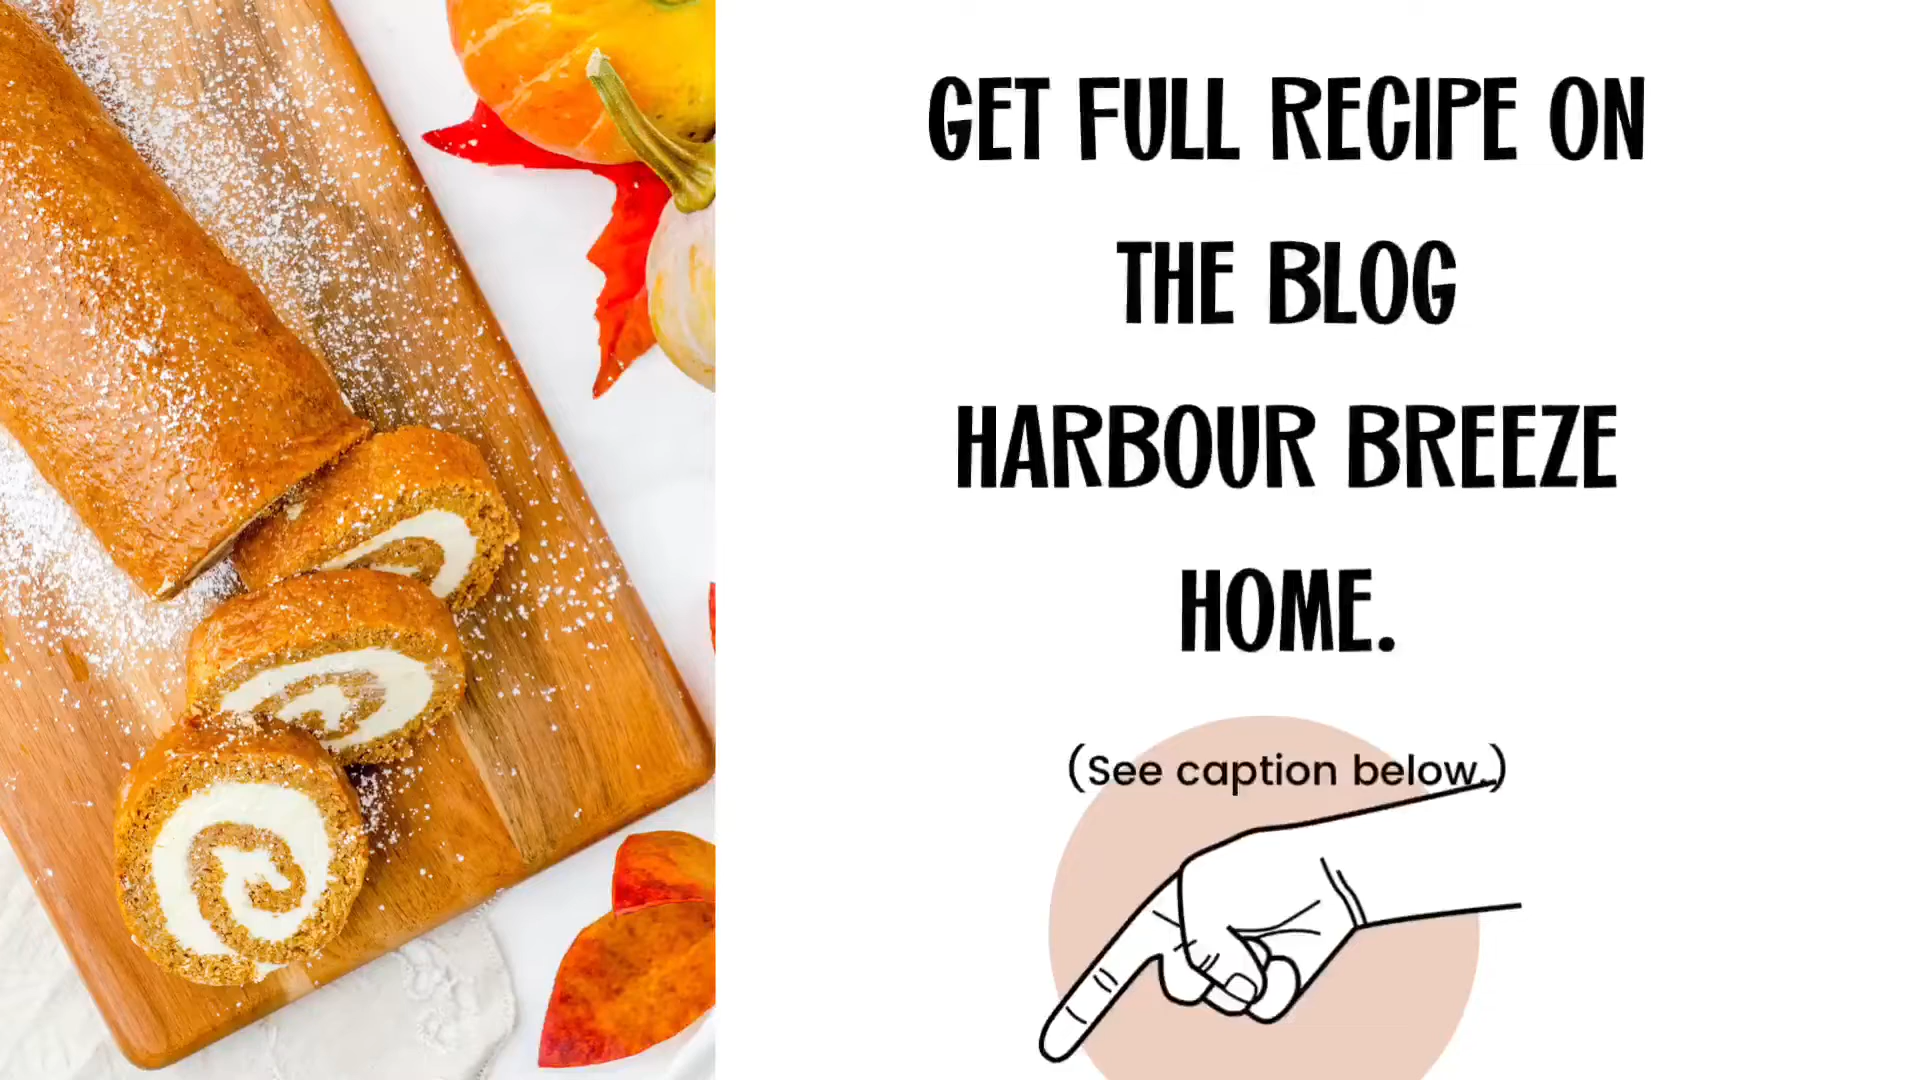 GET FULL RECIPE ON
THE BLOG
HARBOUR BREEZE
HOME.
(See caption below.)